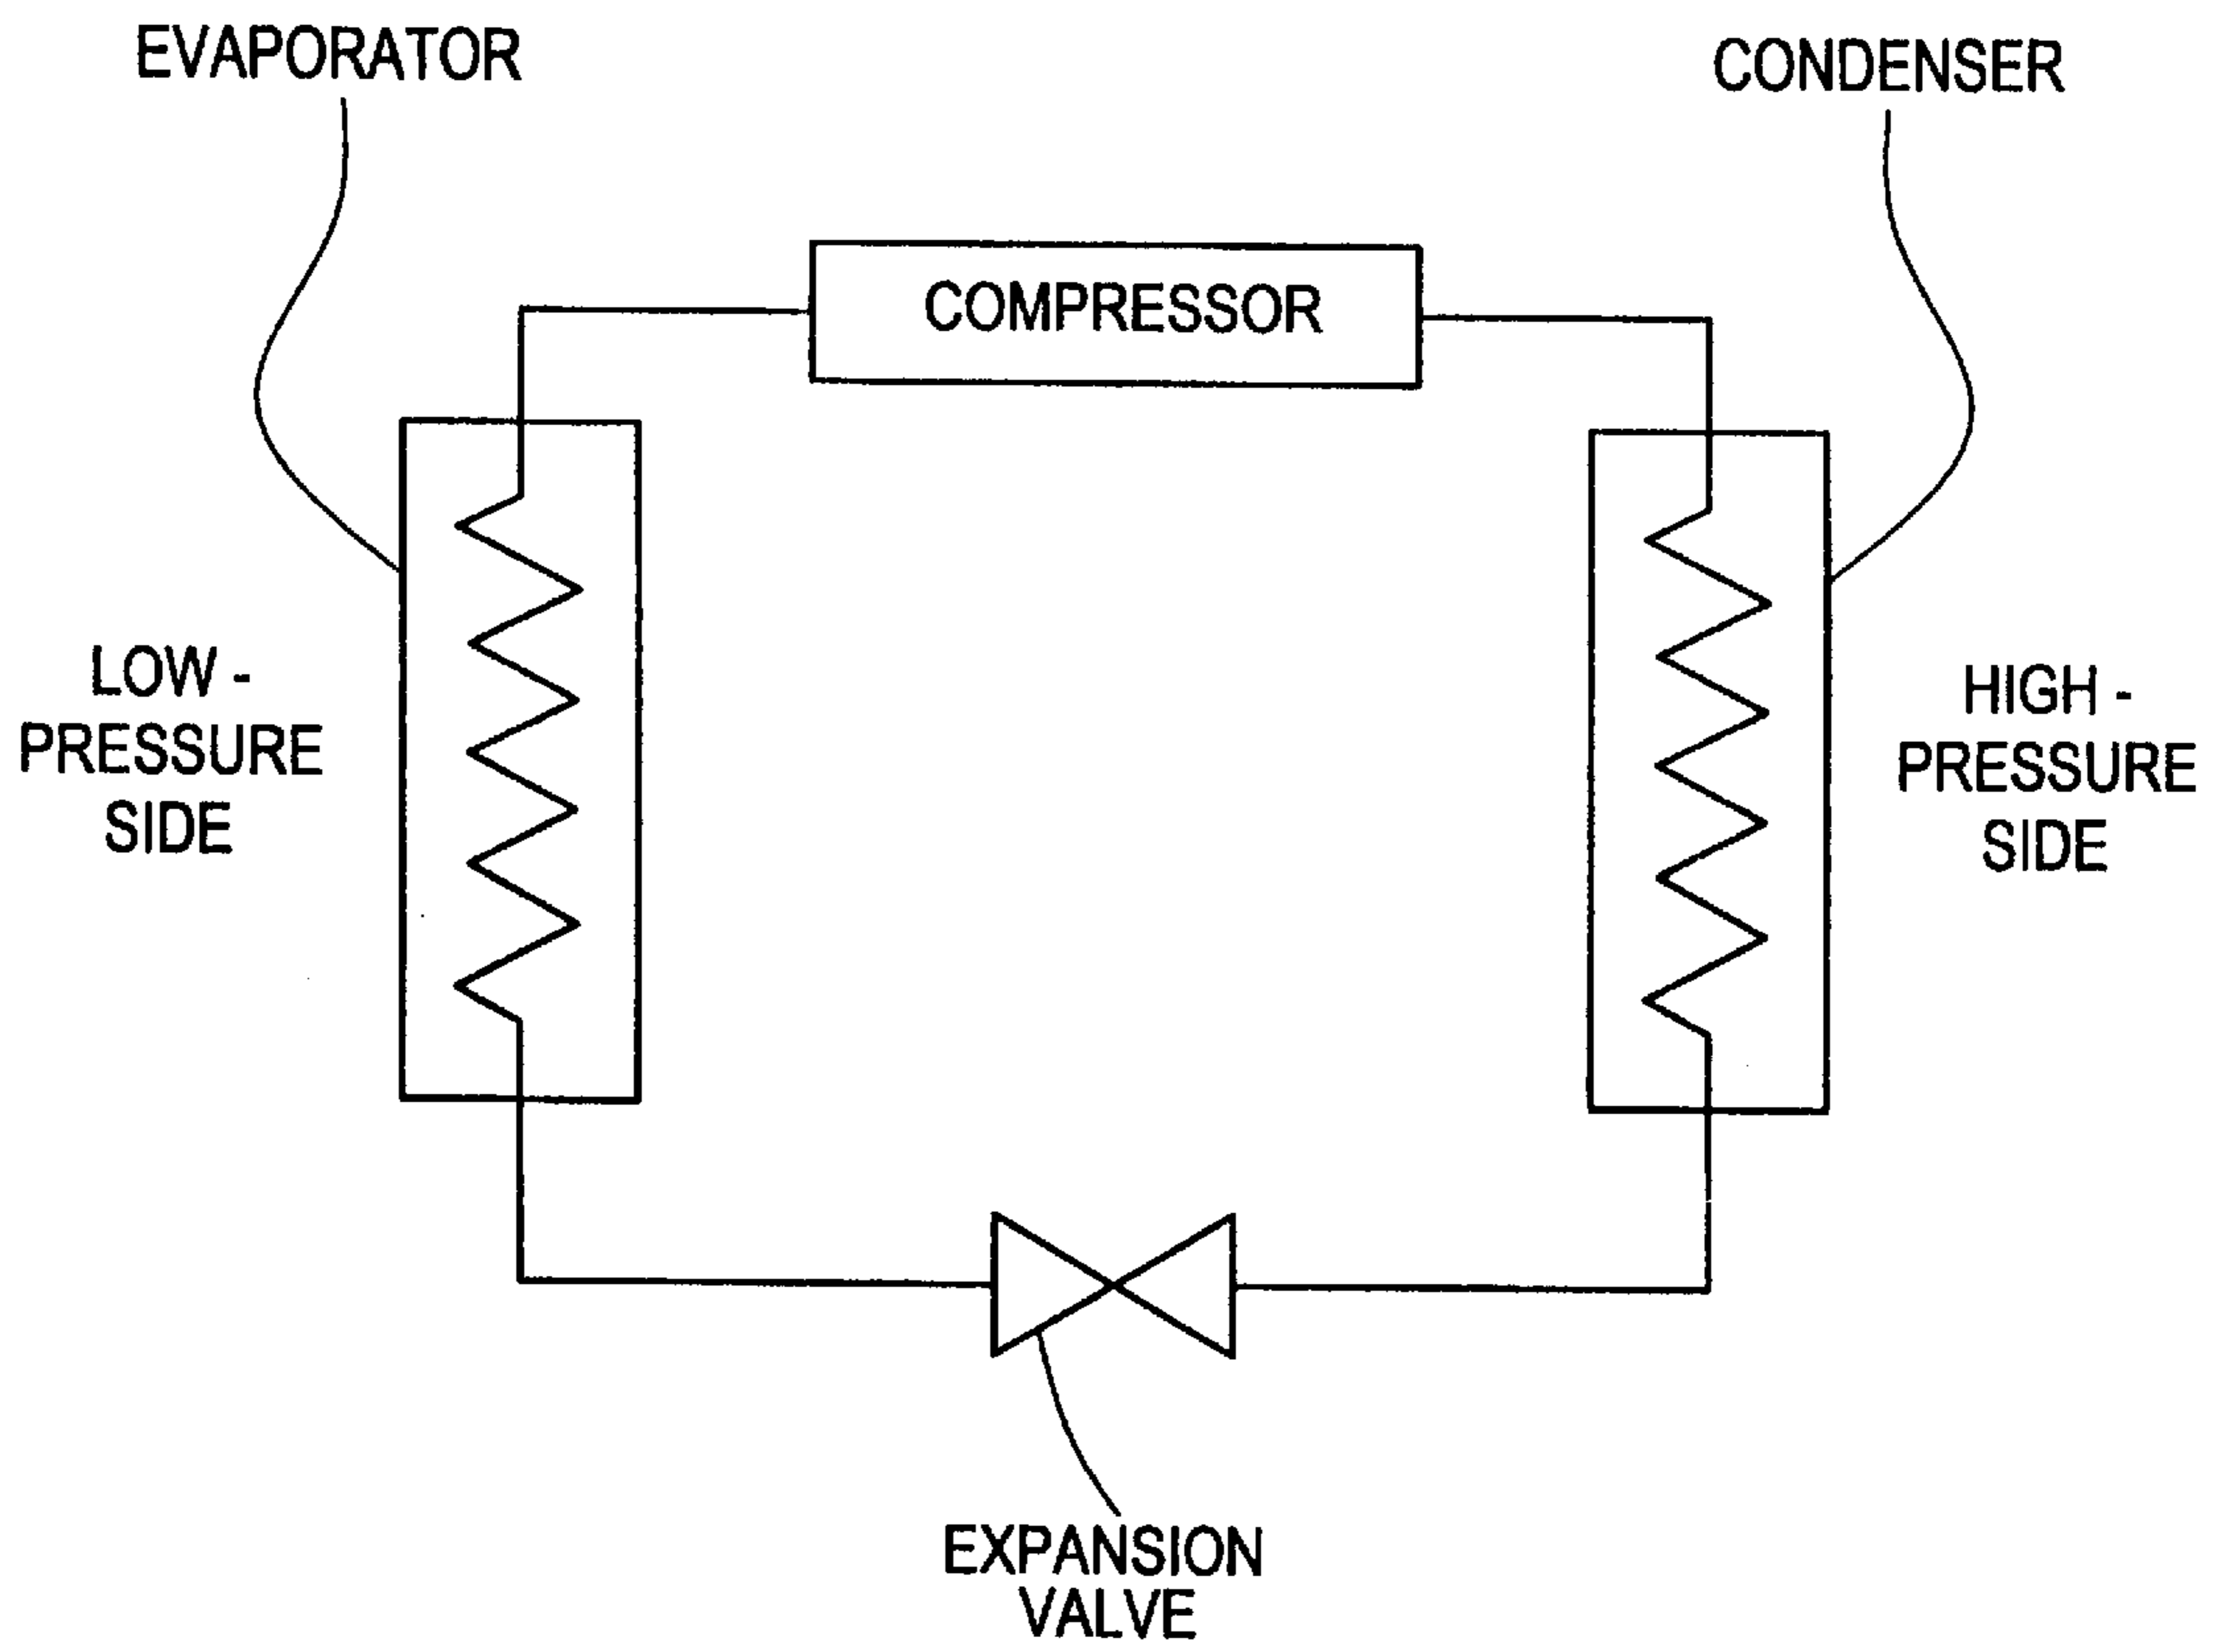 EVAPORATOR
CONDENSER
COMPRESSOR
LOW -
PRESSURE
SIDE
HIGH -
PRESSURE
SIDE
EXPANSION
VALVE